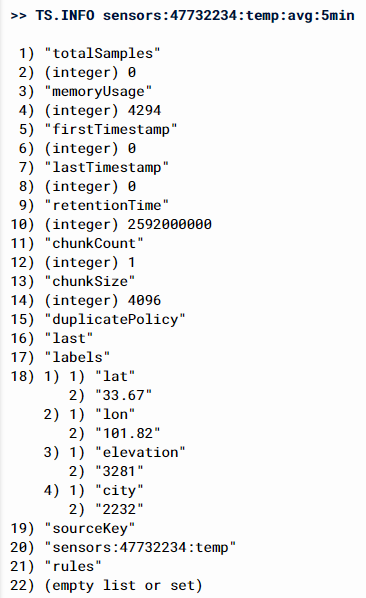 >> TS.INFO sensors:47732234:temp:avg:5min
1) "totalSamples"
2) (integer) 0
3) "memoryUsage"
4) (integer) 4294
5) "firstTimestamp"
6) (integer) 0
7) "lastTimestamp"
8) (integer) 0
9) "retentionTime"
10) (integer) 2592000000
11) "chunkCount"
12) (integer) 1
13) "chunkSize"
14) (integer) 4096
15) "duplicatePolicy"
16) "last"
17) "labels"
18) 1) 1) "lat"
2) "33.67"
2) 1) "lon"
2) "101.82"
3) 1) "elevation"
2) "3281"
4) 1) "city"
2) "2232"
19) "sourceKey"
20) "sensors:47732234:temp"
21) "rules"
22) (empty list or set)